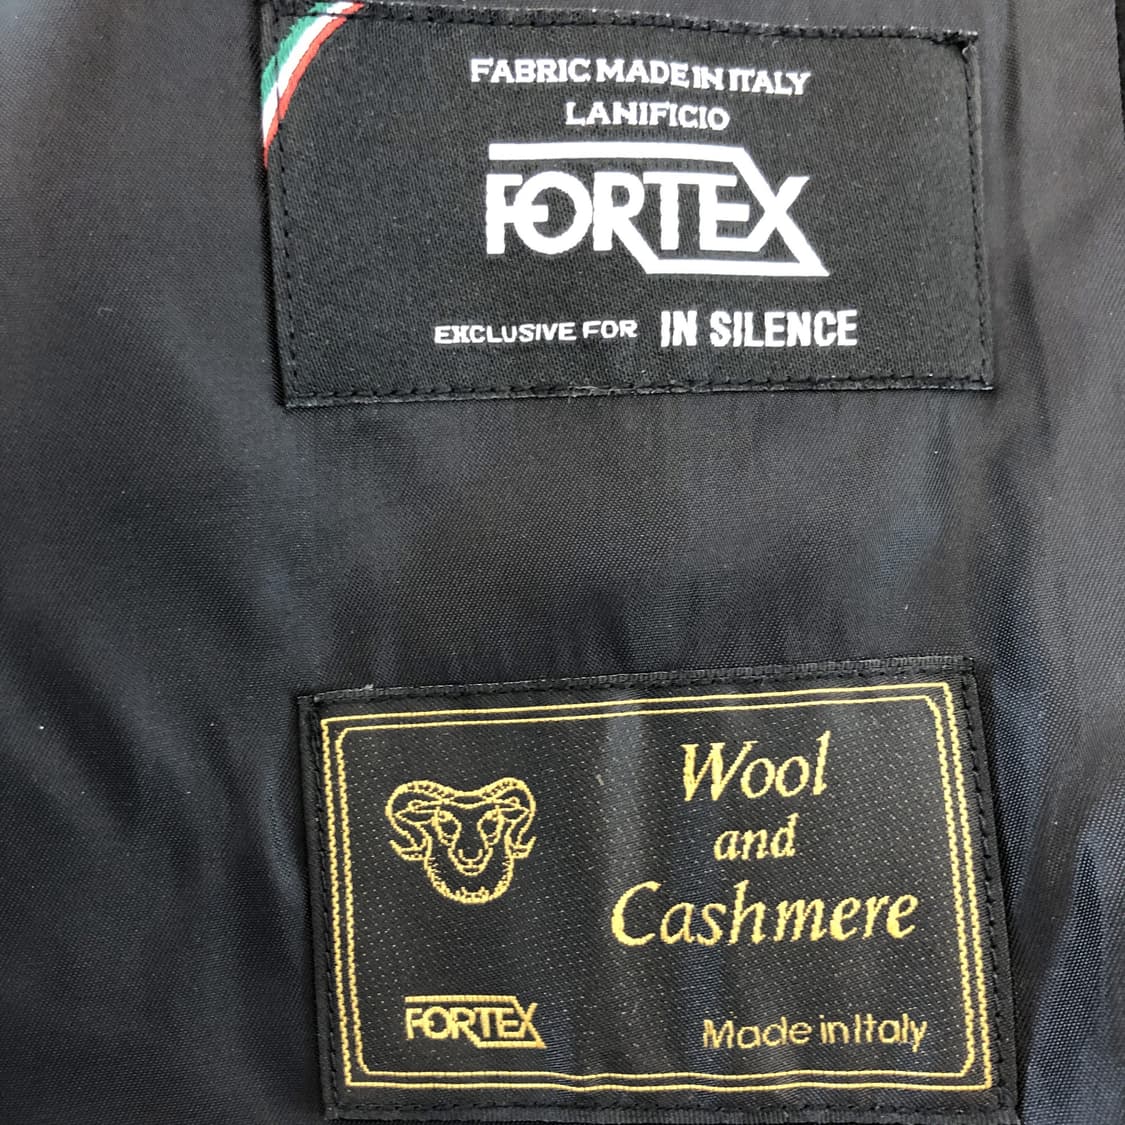 FABRIC MADE IN ITALY
LANIFICIO
FORTEX
EXCLUSIVE FOR IN SILENCE
Wool
and
Cashmere
FORTEX
Made in Italy